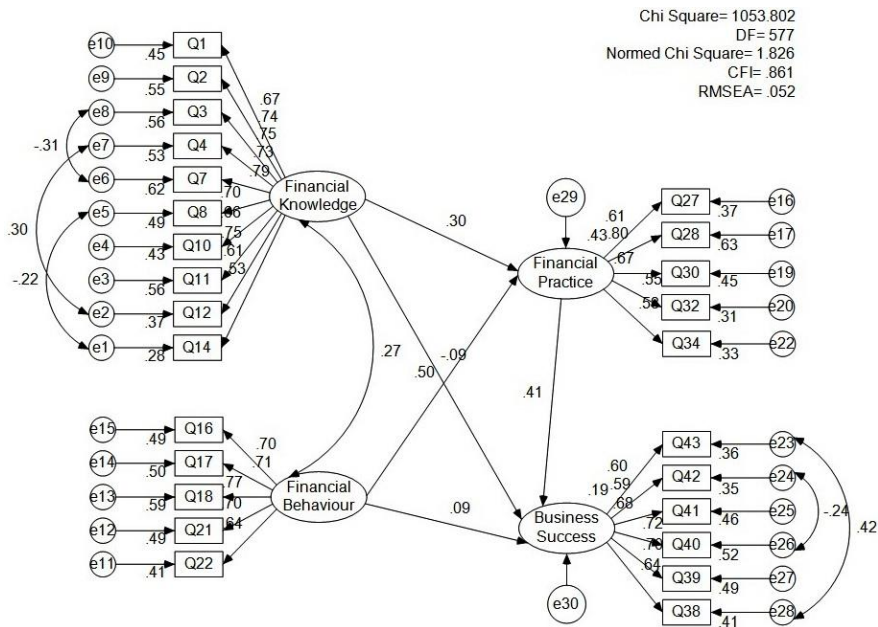 Chi Square= 1053.802
DF= 577
Normed Chi Square= 1.826
CFI= .861
RMSEA= .052
e10 .45 Q1
e9 .55 Q2
e8 .56 Q3
e7 .53 Q4
e6 .62 Q7
e5 .49 Q8
e4 .43 Q10
e3 .56 Q11
e2 .37 Q12
e1 .28 Q14
-.31
.30
-.22
.67
.74
.75
.73
.79
.70
.66
.75
.61
.53
Financial
Knowledge
.30
.27
.50
-.09
e29
.43
Financial
Practice
.61
.80
.67
.55
.58
Q27 .37 e16
Q28 .63 e17
Q30 .45 e19
Q32 .31 e20
Q34 .33 e22
.41
e15 .49 Q16
e14 .50 Q17
e13 .59 Q18
e12 .49 Q21
e11 .41 Q22
.70
.71
.77
.70
.64
Financial
Behaviour
.09
.19
Business
Success
e30
.60
.59
.68
.72
.70
.64
Q43 .36 e23
Q42 .35 e24
Q41 .46 e25
Q40 .52 e26
Q39 .49 e27
Q38 .41 e28
-.24
.42